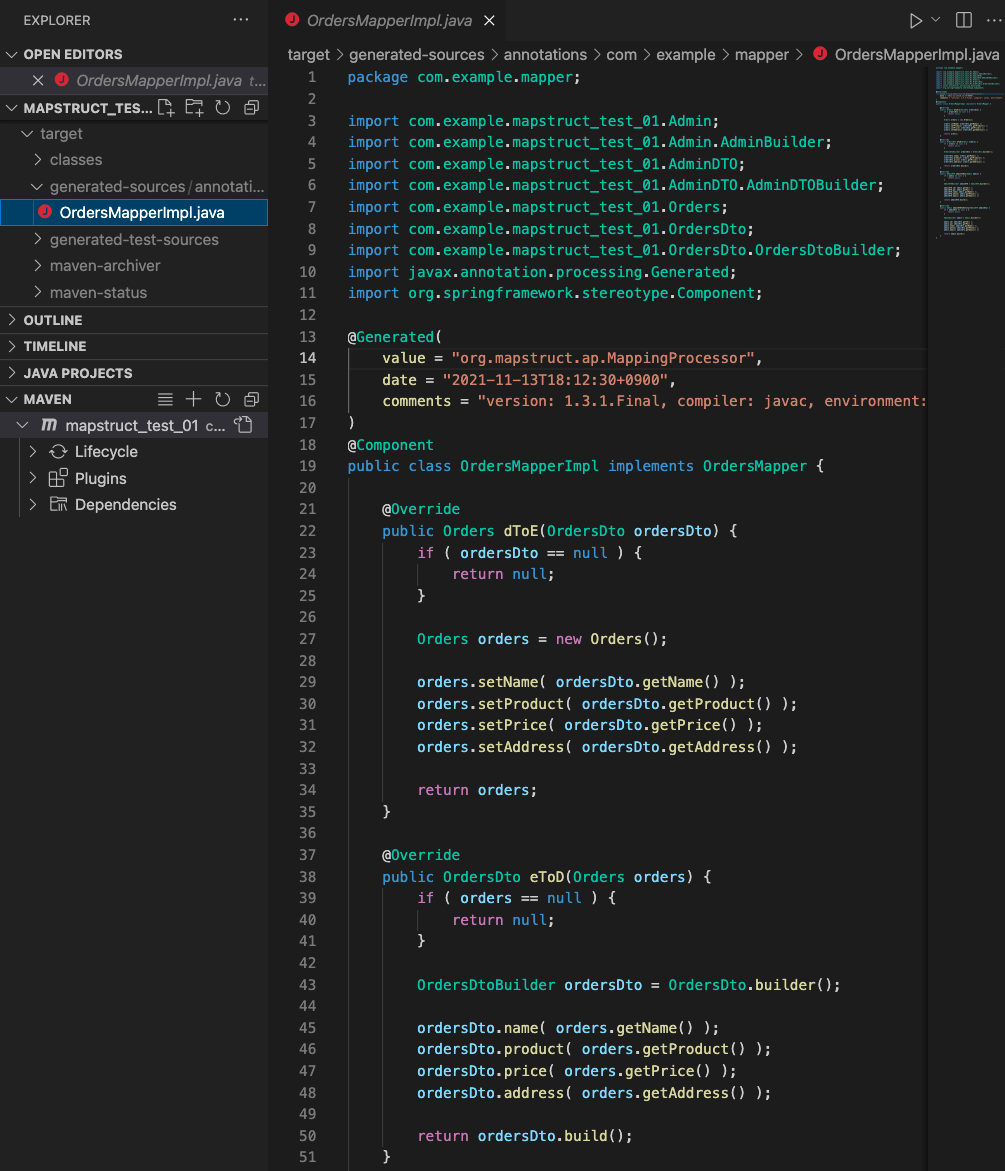 EXPLORER
OPEN EDITORS
OrdersMapperImpl.java t...
MAPSTRUCT_TES...
target
classes
generated-sources/annotati...
OrdersMapperImpl.java
generated-test-sources
maven-archiver
maven-status
OUTLINE
TIMELINE
JAVA PROJECTS
MAVEN
mapstruct_test_01 c...
Lifecycle
Plugins
Dependencies
OrdersMapperImpl.java
target > generated-sources > annotations > com > example > mapper > OrdersMapperImpl.java
1 package com.example.mapper;
2
3 import com.example.mapstruct_test_01.Admin;
4 import com.example.mapstruct_test_01.Admin.AdminBuilder;
5 import com.example.mapstruct_test_01.AdminDTO;
6 import com.example.mapstruct_test_01.AdminDTO.AdminDTOBuilder;
7 import com.example.mapstruct_test_01.Orders;
8 import com.example.mapstruct_test_01.OrdersDto;
9 import com.example.mapstruct_test_01.OrdersDto.OrdersDtoBuilder;
10 import javax.annotation.processing.Generated;
11 import org.springframework.stereotype.Component;
12
13 @Generated(
14     value = "org.mapstruct.ap.MappingProcessor",
15     date = "2021-11-13T18:12:30+0900",
16     comments = "version: 1.3.1.Final, compiler: javac, environment:
17 )
18 @Component
19 public class OrdersMapperImpl implements OrdersMapper {
20
21     @Override
22     public Orders dToE(OrdersDto ordersDto) {
23         if ( ordersDto == null ) {
24             return null;
25         }
26
27         Orders orders = new Orders();
28
29         orders.setName( ordersDto.getName() );
30         orders.setProduct( ordersDto.getProduct() );
31         orders.setPrice( ordersDto.getPrice() );
32         orders.setAddress( ordersDto.getAddress() );
33
34         return orders;
35     }
36
37     @Override
38     public OrdersDto eToD(Orders orders) {
39         if ( orders == null ) {
40             return null;
41         }
42
43         OrdersDtoBuilder ordersDto = OrdersDto.builder();
44
45         ordersDto.name( orders.getName() );
46         ordersDto.product( orders.getProduct() );
47         ordersDto.price( orders.getPrice() );
48         ordersDto.address( orders.getAddress() );
49
50         return ordersDto.build();
51     }